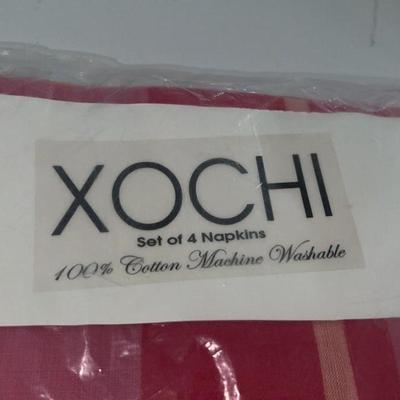 XOCHI
Set of 4 Napkins
100% Cotton Machine Washable